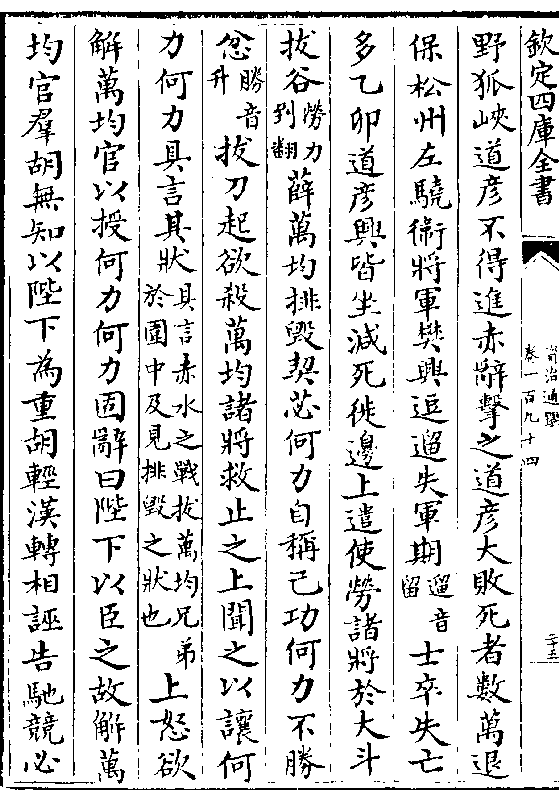 欽定四庫全書
資治通鑑
卷一百九十四
三十五
野狐峽道彥不得進赤辭擊之道彥大敗死者數萬退
保松州左驍衛將軍樊興逗遛失軍期遛音留士卒失亡
多乙卯道彥興皆坐減死徙邊上遣使勞諸將於大斗
拔谷勞力到翻薛萬均排毀契苾何力自稱己功何力不勝
忿勝音升拔刀起欲殺萬均諸將救止之上聞之以讓何
力何力具言其狀具言赤水之戰拔萬均兄弟於圍中及見排毀之狀也上怒欲
解萬均官以授何力何力固辭曰陛下以臣之故解萬
均官羣胡無知以陛下為重胡輕漢轉相誣告馳競必